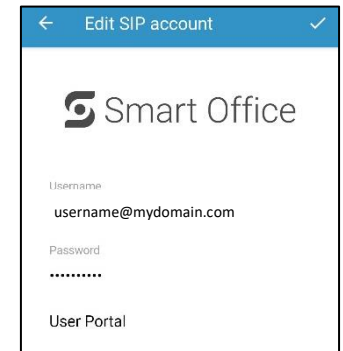 Edit SIP account
Smart Office
Username
username@mydomain.com
Password
••••••••••
User Portal